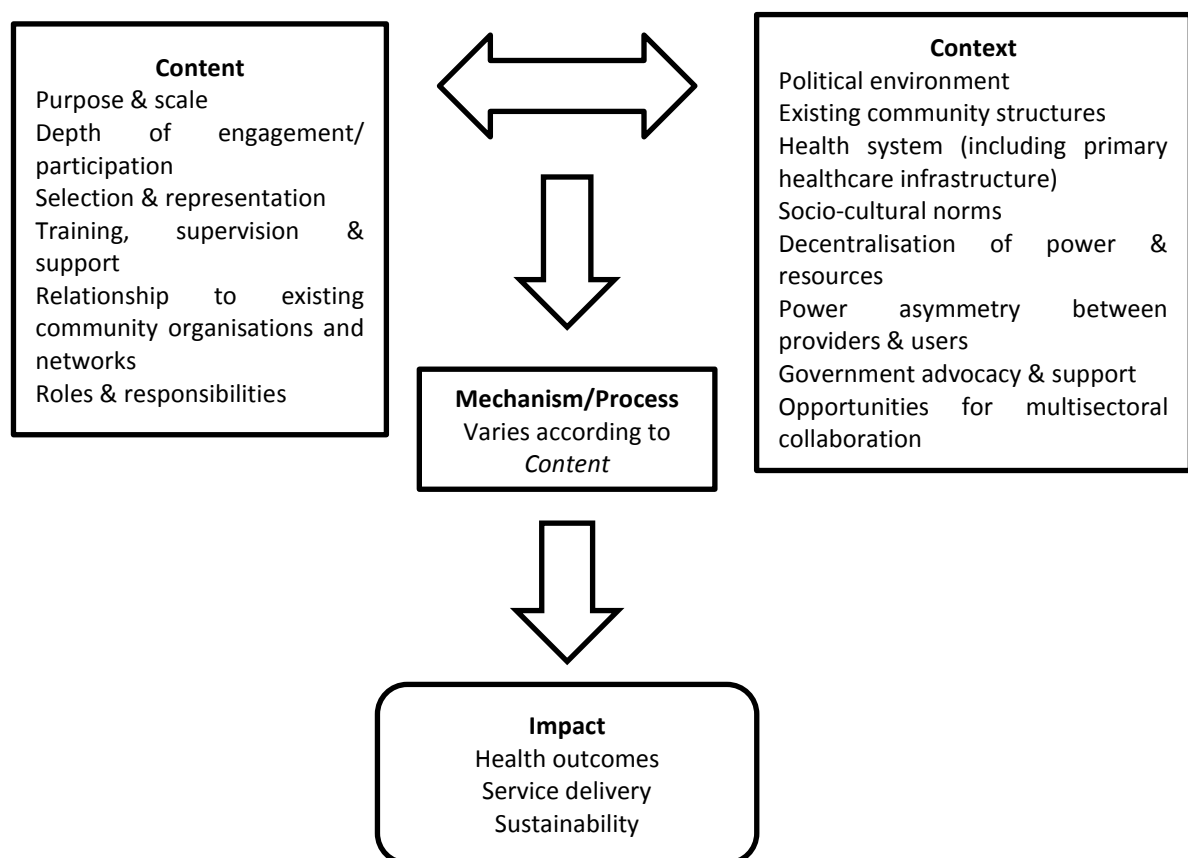 Content
Purpose & scale
Depth of engagement/
participation
Selection & representation
Training, supervision &
support
Relationship to existing
community organisations and
networks
Roles & responsibilities
Context
Political environment
Existing community structures
Health system (including primary
healthcare infrastructure)
Socio-cultural norms
Decentralisation of power &
resources
Power asymmetry between
providers & users
Government advocacy & support
Opportunities for multisectoral
collaboration
Mechanism/Process
Varies according to
Content
Impact
Health outcomes
Service delivery
Sustainability